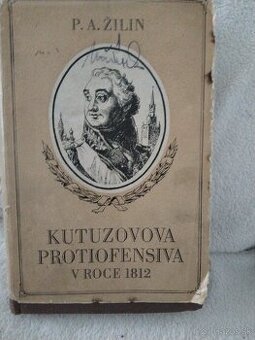 P. A. ŽILIN
KUTUZOVOVA
PROTIOFENSIVA
V ROCE 1812